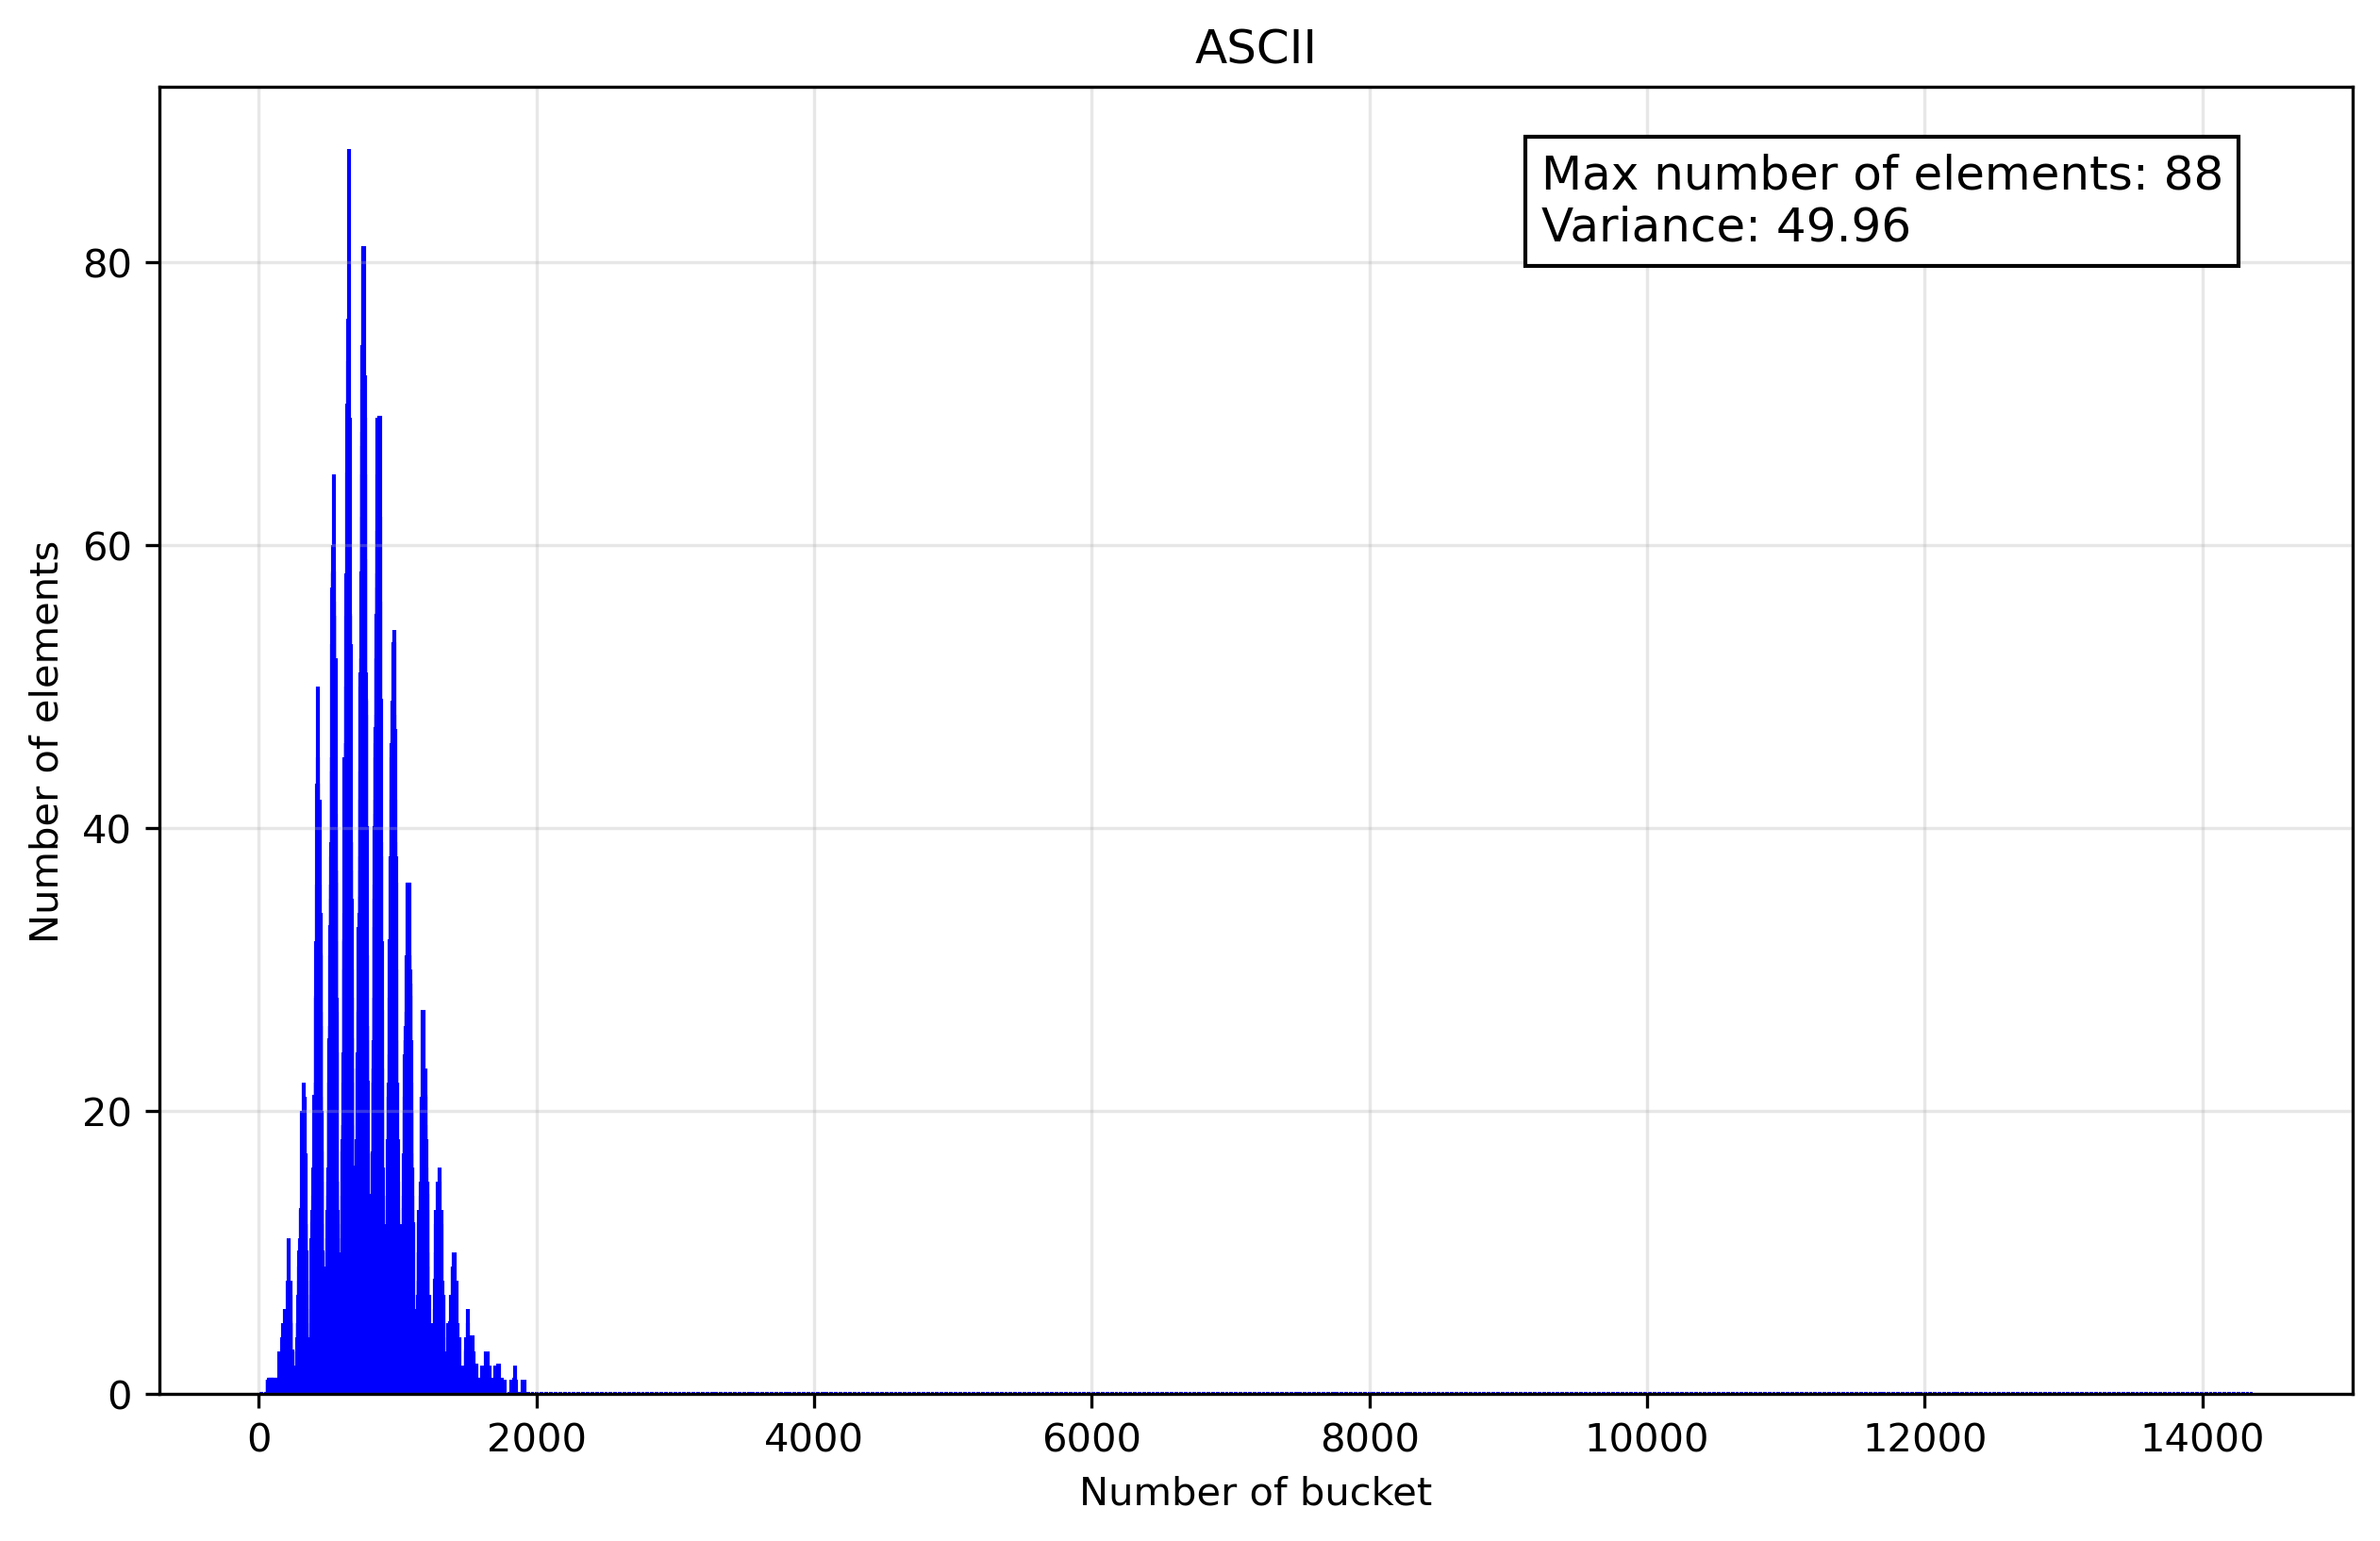 ASCII
Max number of elements: 88
Variance: 49.96
Number of elements
80
60
40
20
0
0 2000 4000 6000 8000 10000 12000 14000
Number of bucket